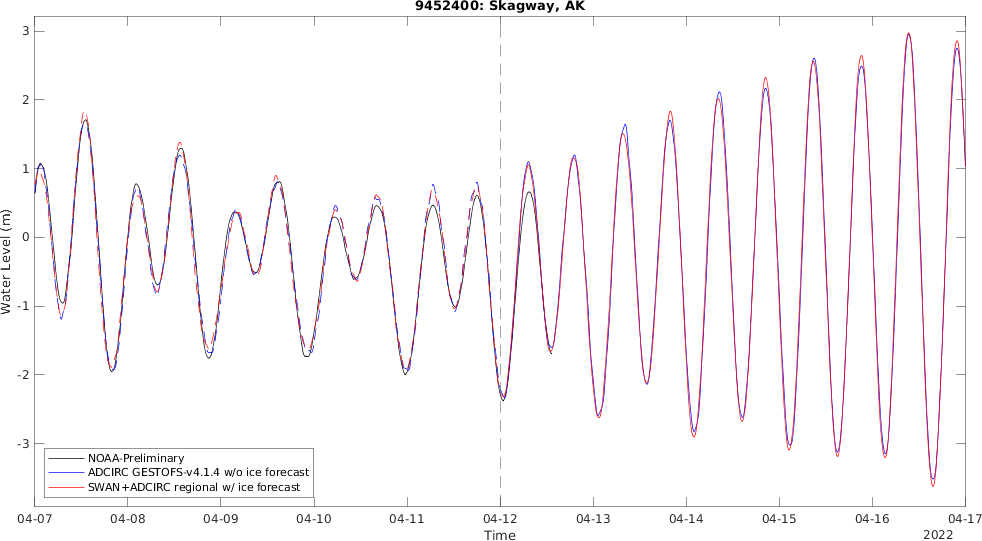 9452400: Skagway, AK
3
2
1
0
-1
-2
-3
Water Level (m)
NOAA-Preliminary
ADCIRC GESTOFS-v4.1.4 w/o ice forecast
SWAN+ADCIRC regional w/ ice forecast
04-07 04-08 04-09 04-10 04-11 04-12 04-13 04-14 04-15 04-16 04-17
Time
2022